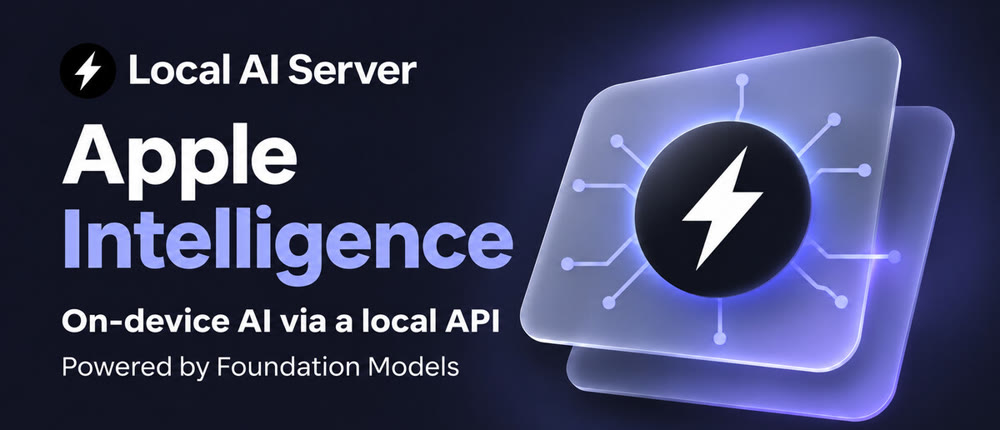 Local AI Server
Apple
Intelligence
On-device AI via a local API
Powered by Foundation Models